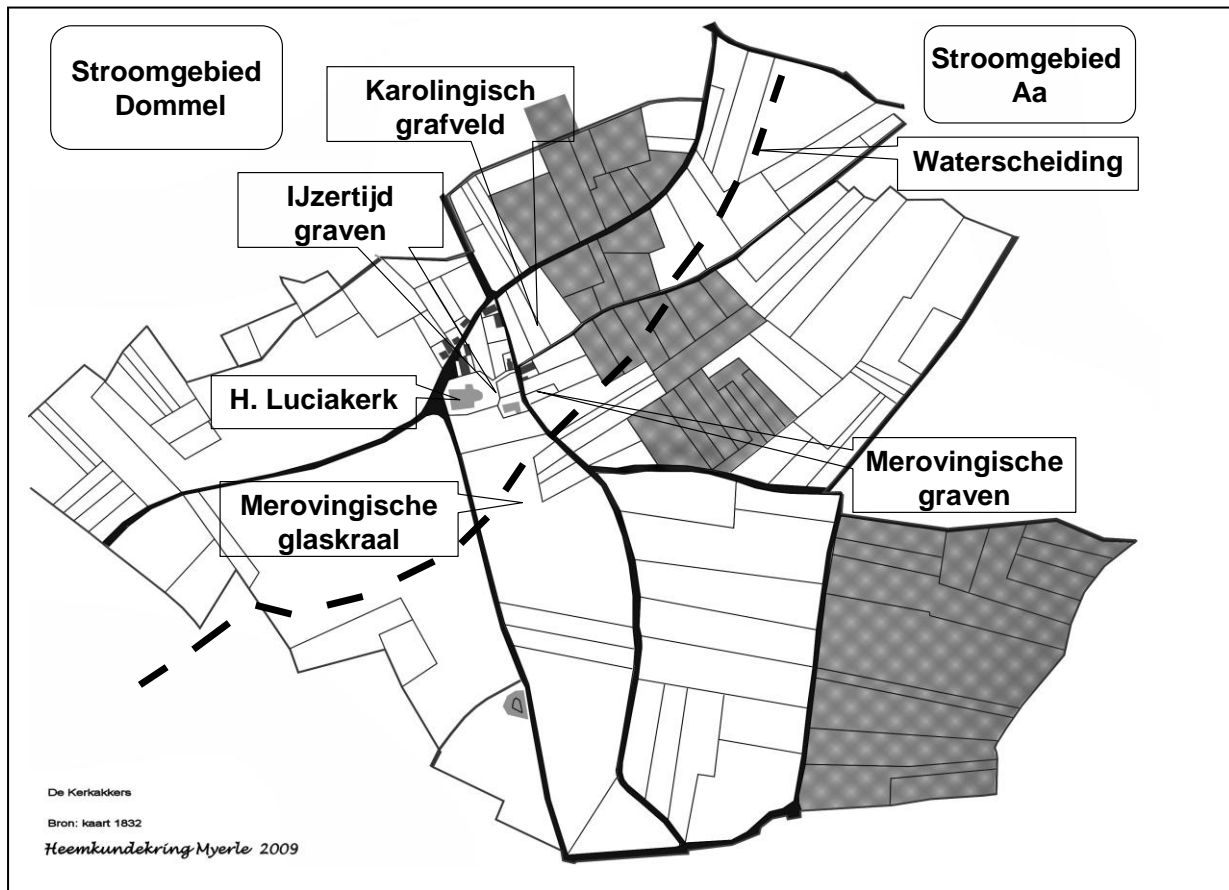 Stroomgebied
Dommel
Stroomgebied
Aa
Karolingisch
grafveld
Waterscheiding
IJzertijd
graven
H. Luciakerk
Merovingische
graven
Merovingische
glaskraal
De Kerkakkers
Bron: kaart 1832
Heemkundekring Myerle 2009